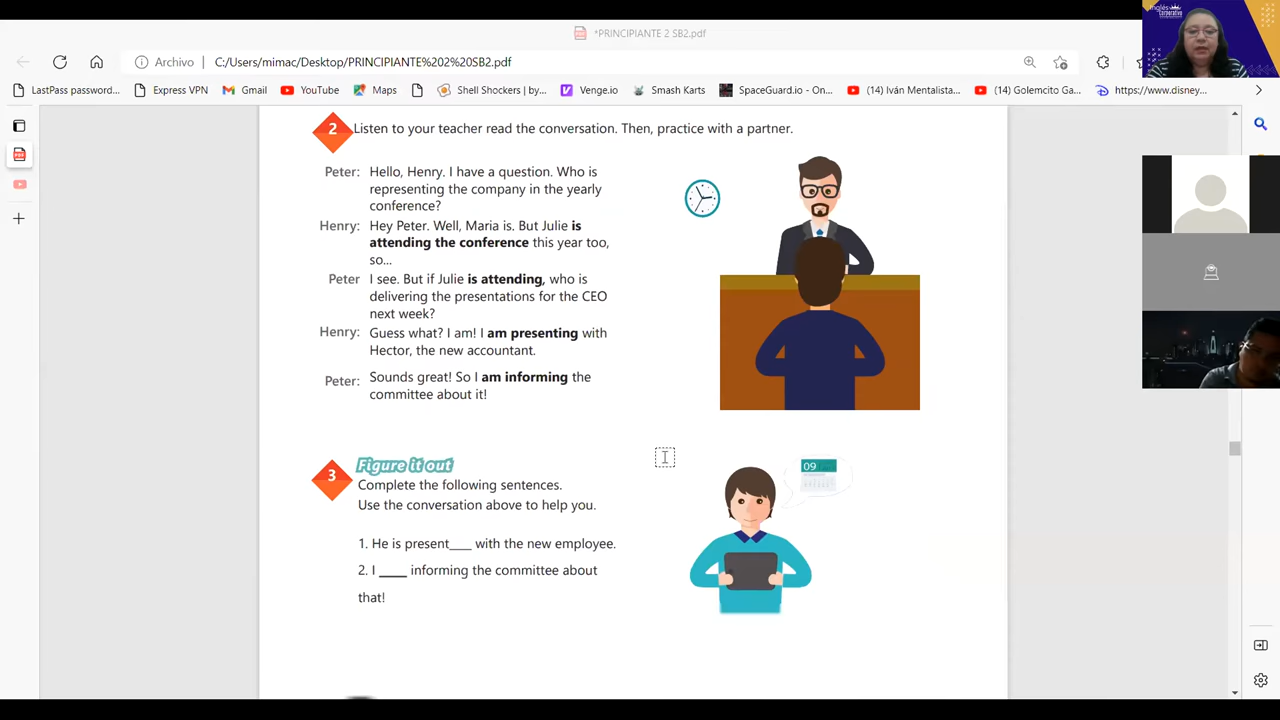 *PRINCIPIANTE 2 SB2.pdf
Archivo
C:/Users/mimac/Desktop/PRINCIPIANTE%202%20SB2.pdf
LastPass password...
Express VPN
Gmail
YouTube
Maps
Shell Shockers | by...
Venge.io
Smash Karts
SpaceGuard.io - On...
(14) Iván Mentalista...
(14) Golemcito Ga...
https://www.disney...
Inglés
Corporativo
2 Listen to your teacher read the conversation. Then, practice with a partner.
Peter: Hello, Henry. I have a question. Who is
representing the company in the yearly
conference?
Henry: Hey Peter. Well, Maria is. But Julie is
attending the conference this year too,
so...
Peter I see. But if Julie is attending, who is
delivering the presentations for the CEO
next week?
Henry: Guess what? I am! I am presenting with
Hector, the new accountant.
Peter: Sounds great! So I am informing the
committee about it!
3 Figure it out
Complete the following sentences.
Use the conversation above to help you.
1. He is present___ with the new employee.
2. I ____ informing the committee about
that!
09